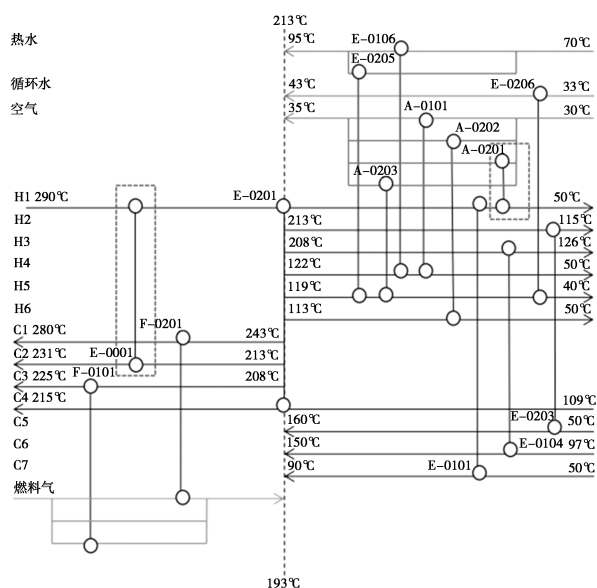 213℃
热水 95℃ E-0106 70℃
E-0205
循环水 43℃ E-0206 33℃
空气 35℃ A-0101 30℃
A-0202
A-0201
A-0203
H1 290℃ E-0201 50℃
H2 213℃ 115℃
H3 208℃ 126℃
H4 122℃ 50℃
H5 119℃ 40℃
H6 113℃ 50℃
C1 280℃ F-0201 243℃
C2 231℃ E-0001 213℃
C3 225℃ F-0101 208℃
C4 215℃ 109℃
C5 160℃ E-0203 50℃
C6 150℃ E-0104 97℃
C7 90℃ E-0101 50℃
燃料气
193℃